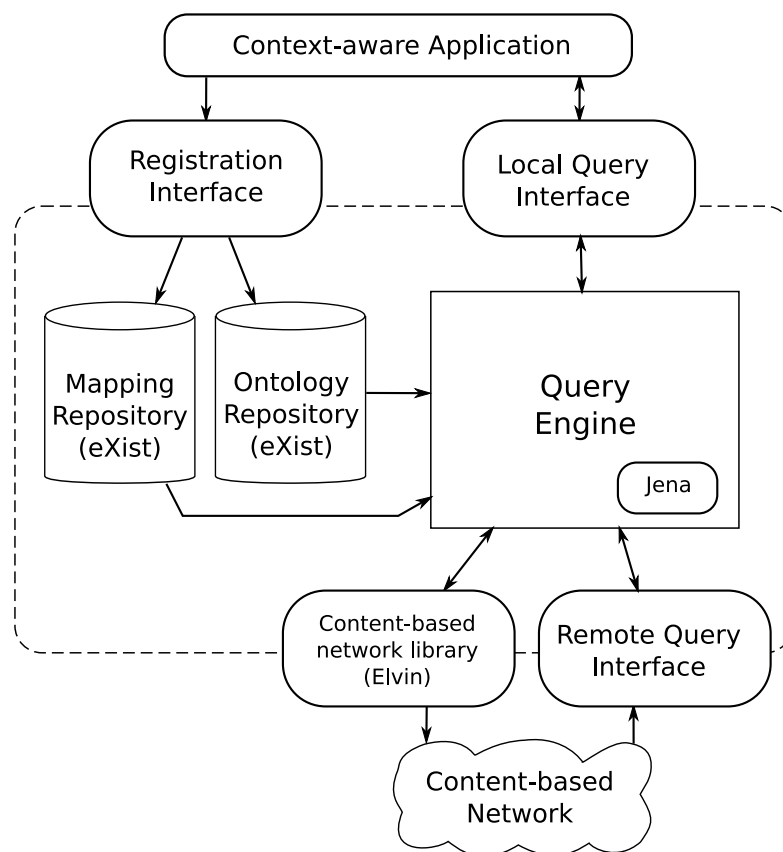 Context-aware Application
Registration
Interface
Local Query
Interface
Mapping
Repository
(eXist)
Ontology
Repository
(eXist)
Query
Engine
Jena
Content-based
network library
(Elvin)
Remote Query
Interface
Content-based
Network